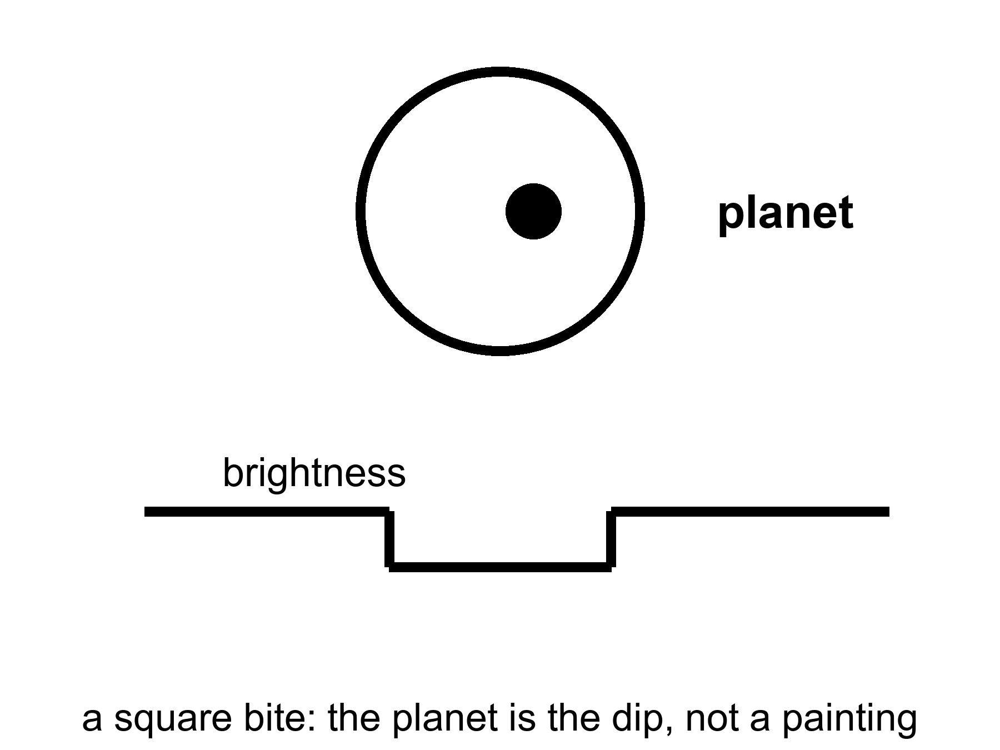 planet
brightness
a square bite: the planet is the dip, not a painting